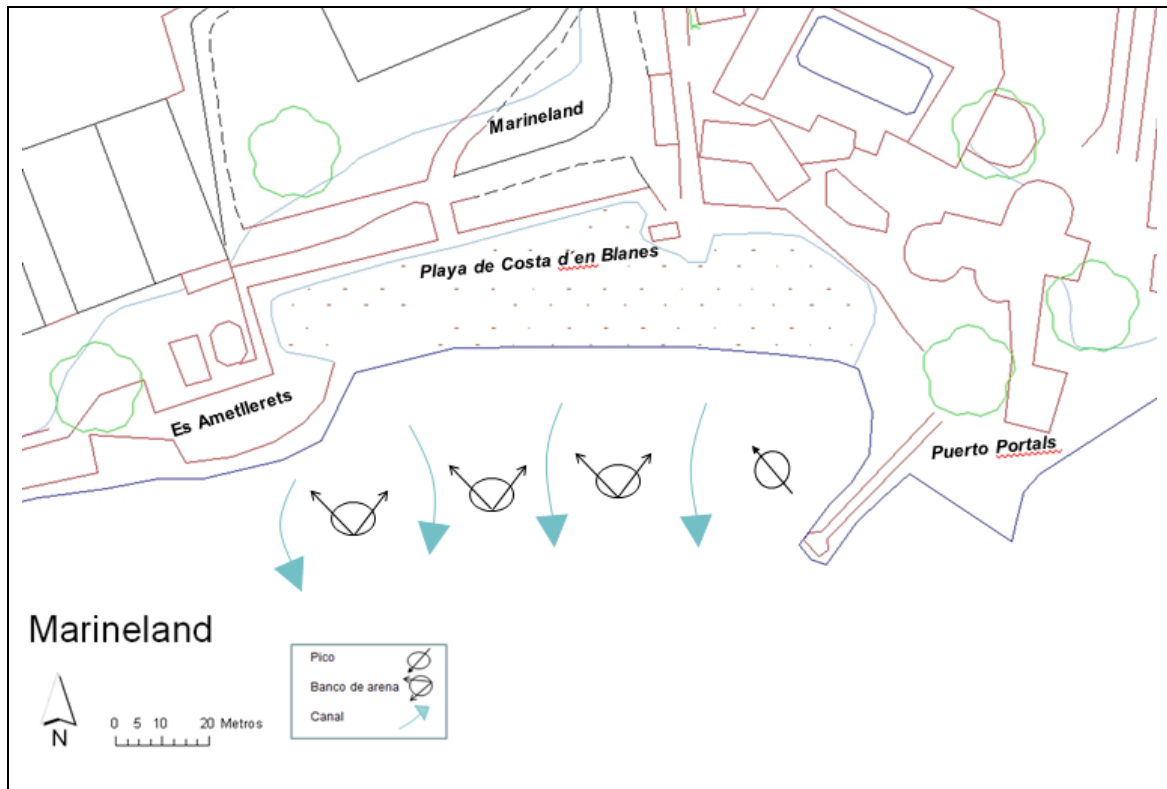 Marineland
Playa de Costa d´en Blanes
Es Ametllerets
Puerto Portals
Marineland
Pico
Banco de arena
Canal
0 5 10 20 Metros
N